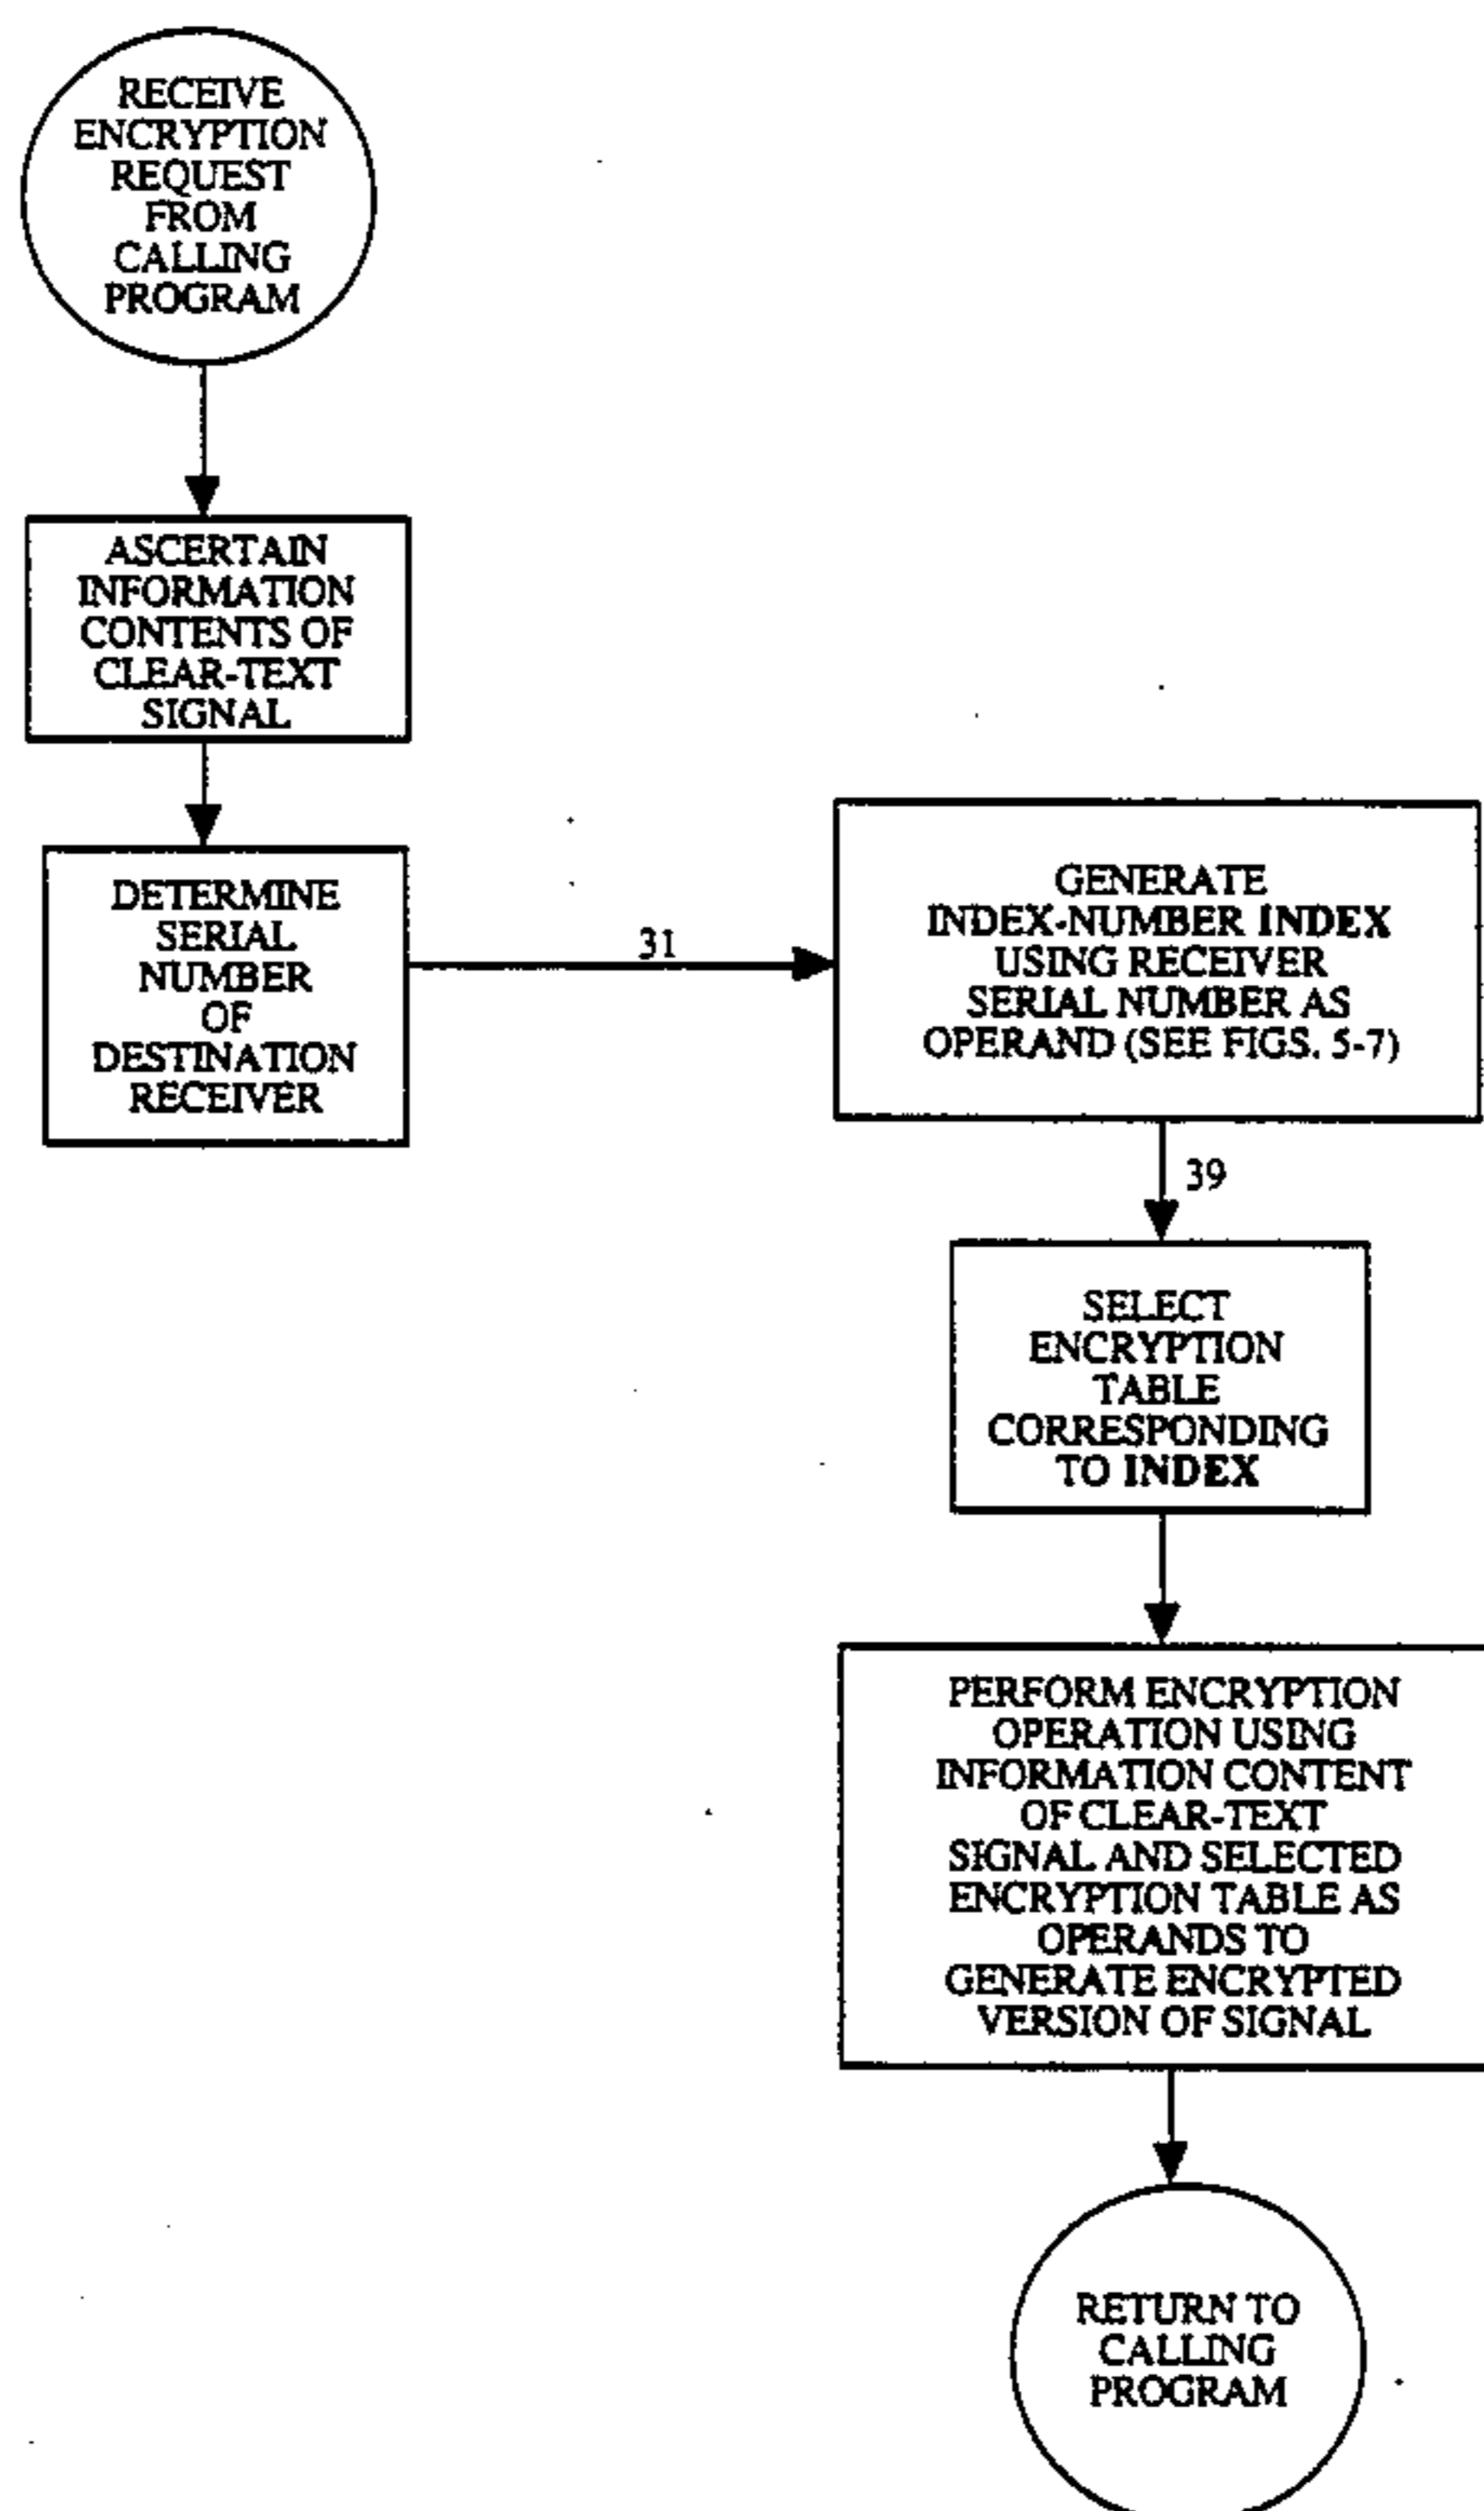 RECEIVE
ENCRYPTION
REQUEST
FROM
CALLING
PROGRAM
ASCERTAIN
INFORMATION
CONTENTS OF
CLEAR-TEXT
SIGNAL
DETERMINE
SERIAL
NUMBER
OF
DESTINATION
RECEIVER
31
GENERATE
INDEX-NUMBER INDEX
USING RECEIVER
SERIAL NUMBER AS
OPERAND (SEE FIGS. 5-7)
39
SELECT
ENCRYPTION
TABLE
CORRESPONDING
TO INDEX
PERFORM ENCRYPTION
OPERATION USING
INFORMATION CONTENT
OF CLEAR-TEXT
SIGNAL AND SELECTED
ENCRYPTION TABLE AS
OPERANDS TO
GENERATE ENCRYPTED
VERSION OF SIGNAL
RETURN TO
CALLING
PROGRAM